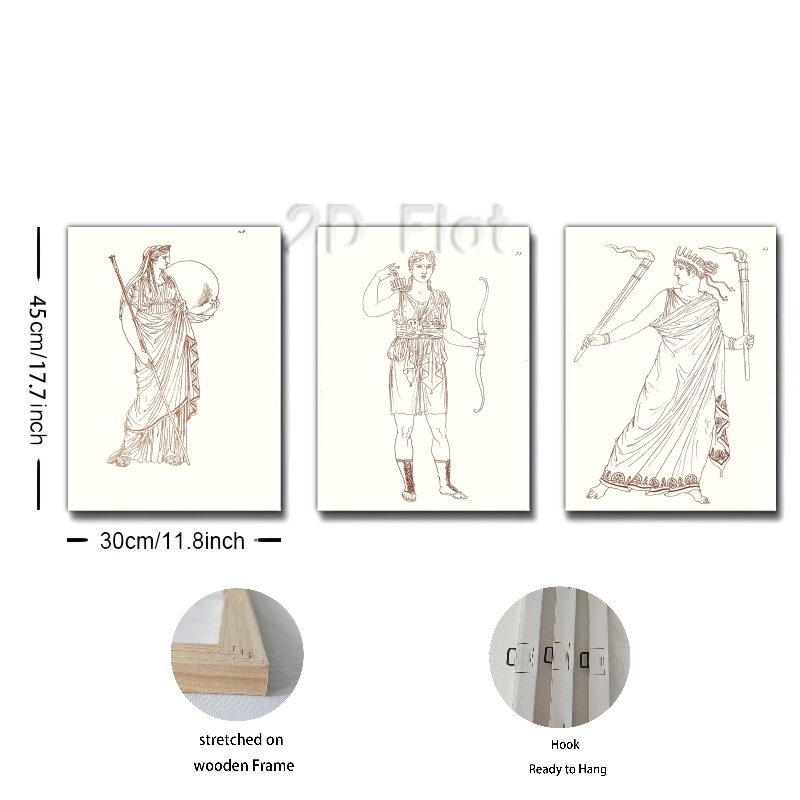 2D Flat
45cm/17.7inch
30cm/11.8inch
stretched on
wooden Frame
Hook
Ready to Hang